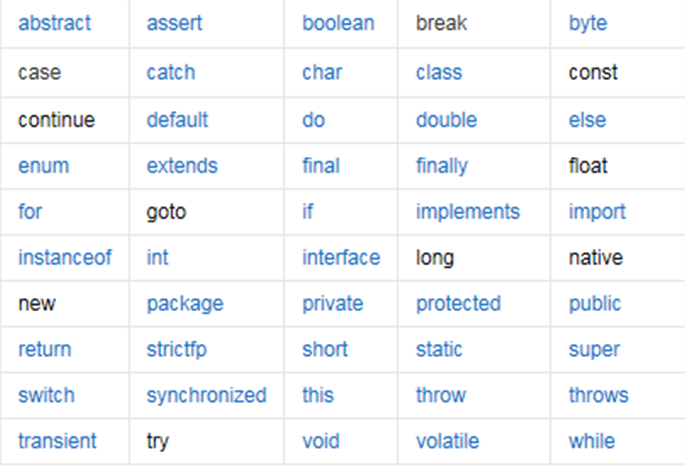 abstract assert boolean break byte
case catch char class const
continue default do double else
enum extends final finally float
for goto if implements import
instanceof int interface long native
new package private protected public
return strictfp short static super
switch synchronized this throw throws
transient try void volatile while